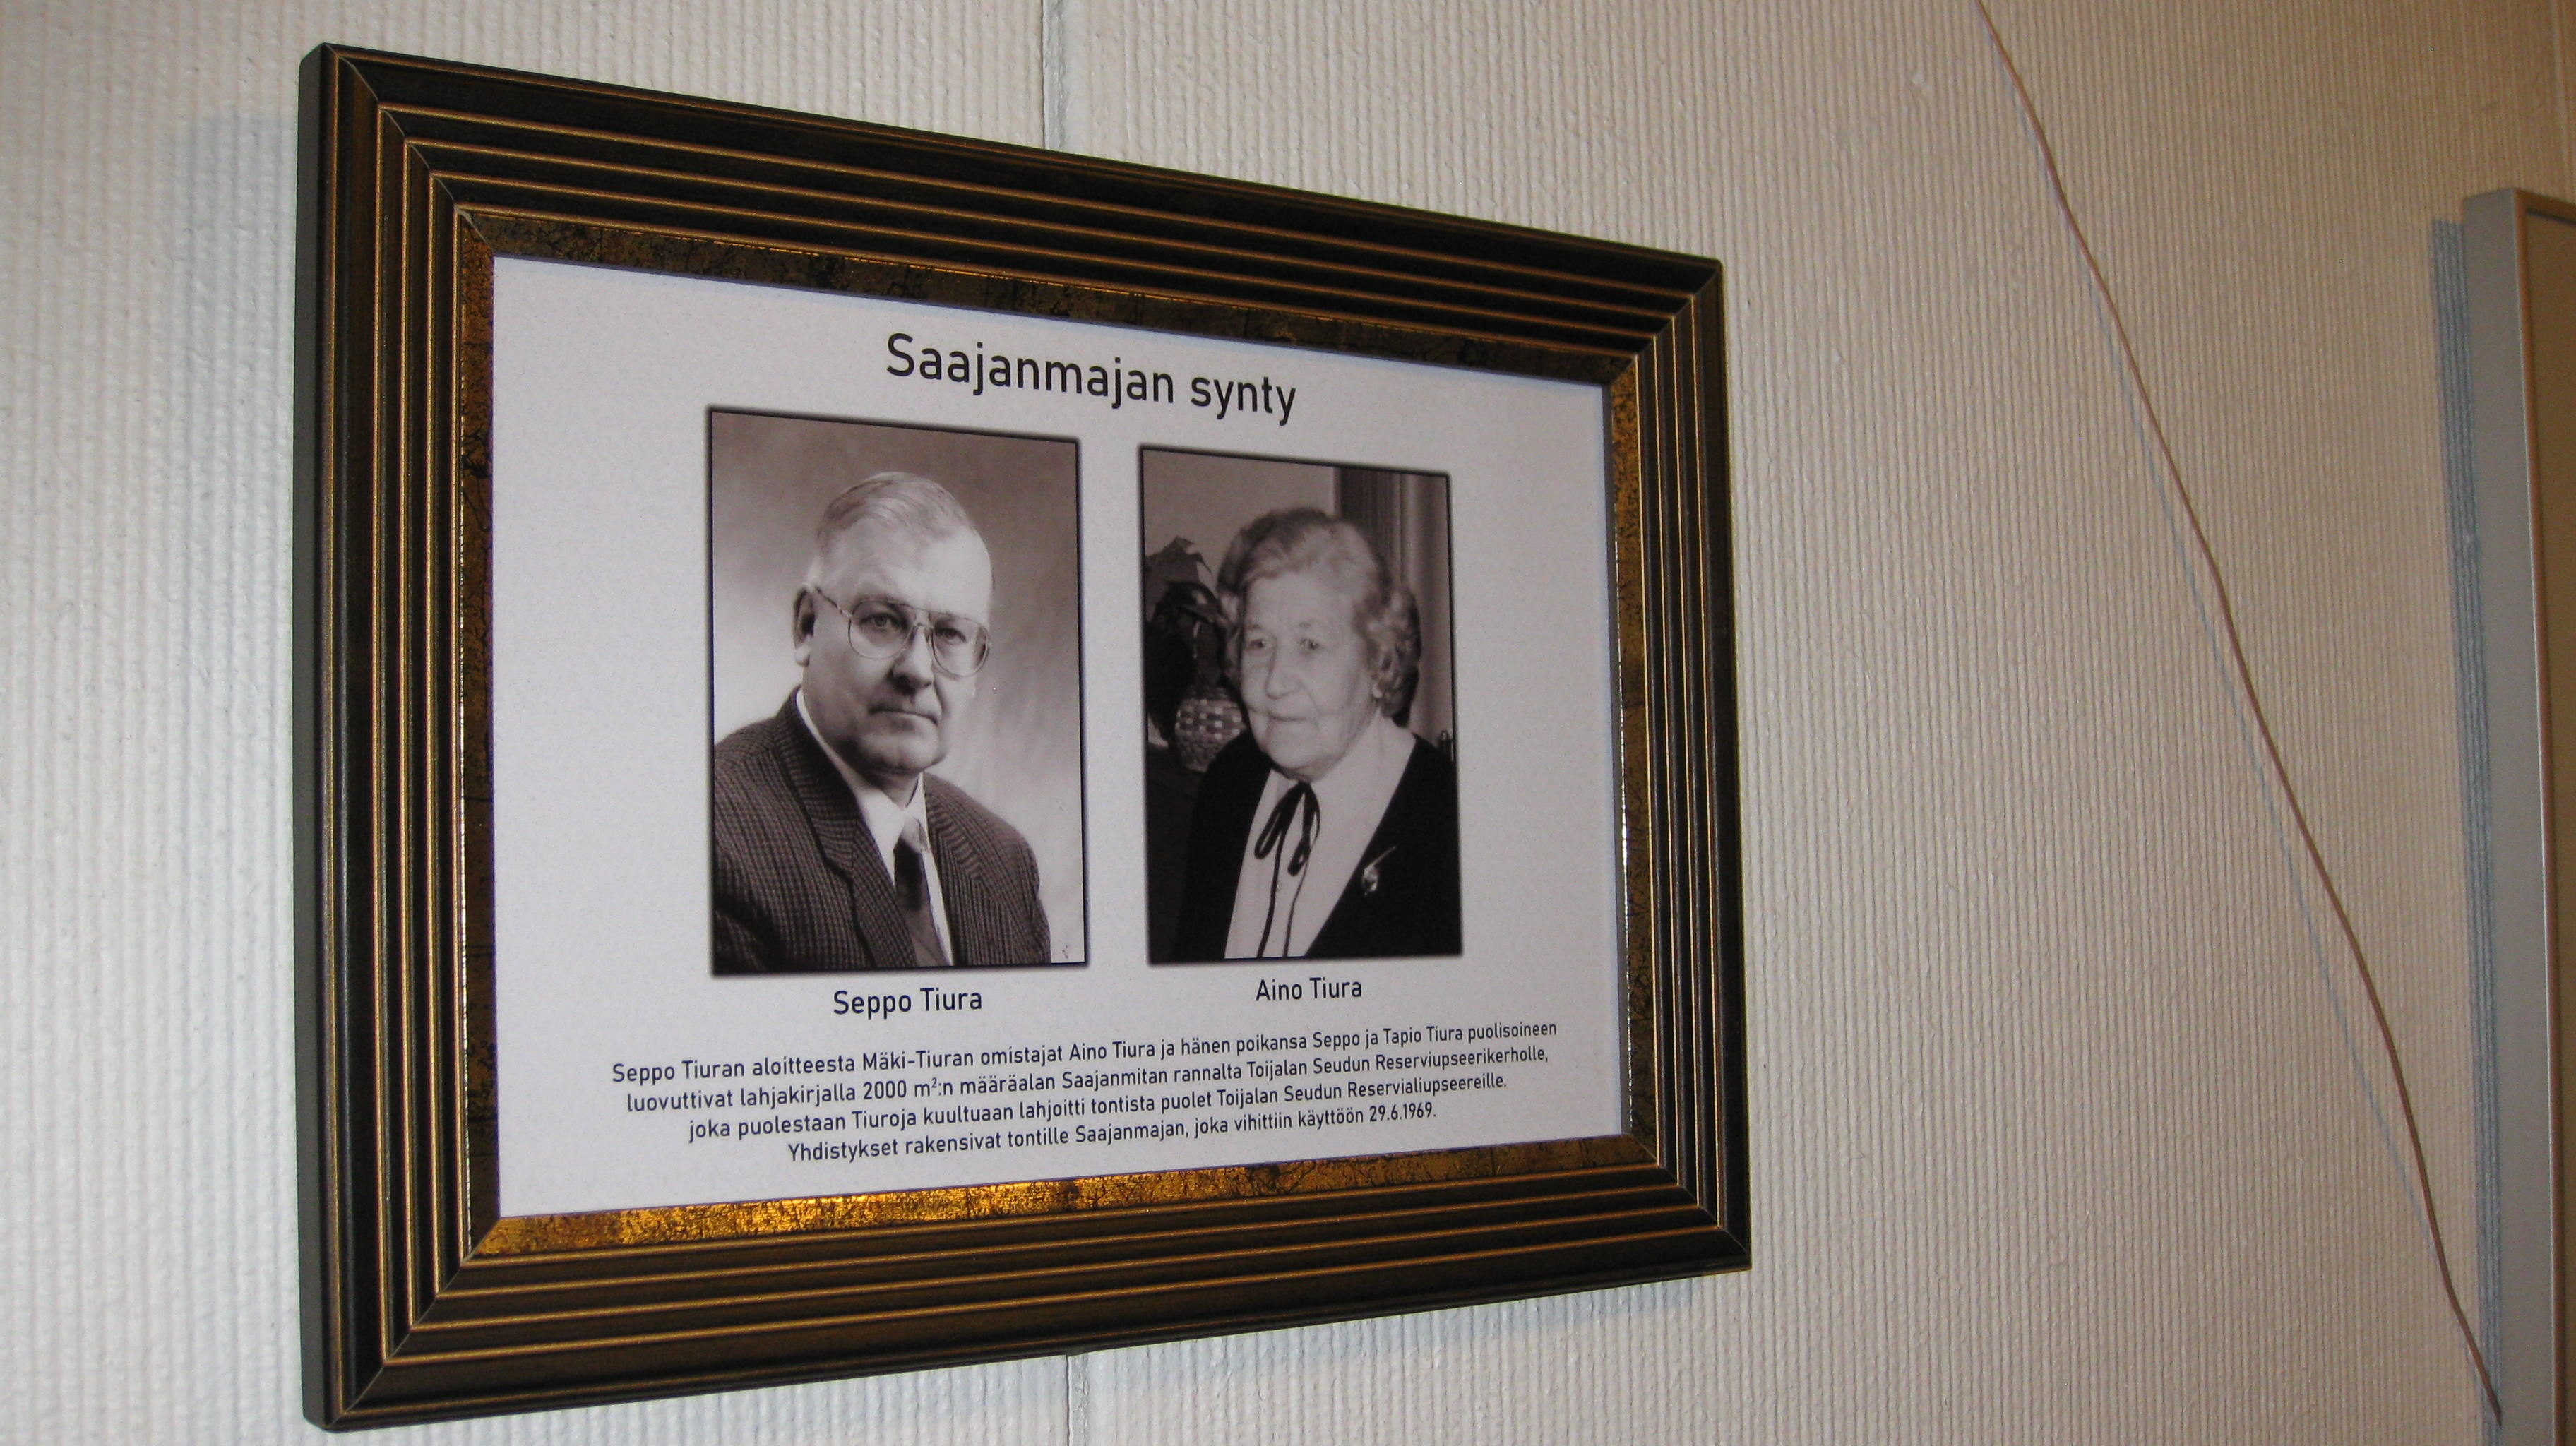 Saajanmajan synty
Seppo Tiura
Aino Tiura
Seppo Tiuran aloitteesta Mäki-Tiuran omistajat Aino Tiura ja hänen poikansa Seppo ja Tapio Tiura puolisoineen
luovuttivat lahjakirjalla 2000 m²:n määräalan Saajanmitan rannalta Toijalan Seudun Reserviupseerikerholle,
joka puolestaan Tiuroja kuultuaan lahjoitti tontista puolet Toijalan Seudun Reservialiupseereille.
Yhdistykset rakensivat tontille Saajanmajan, joka vihittiin käyttöön 29.6.1969.